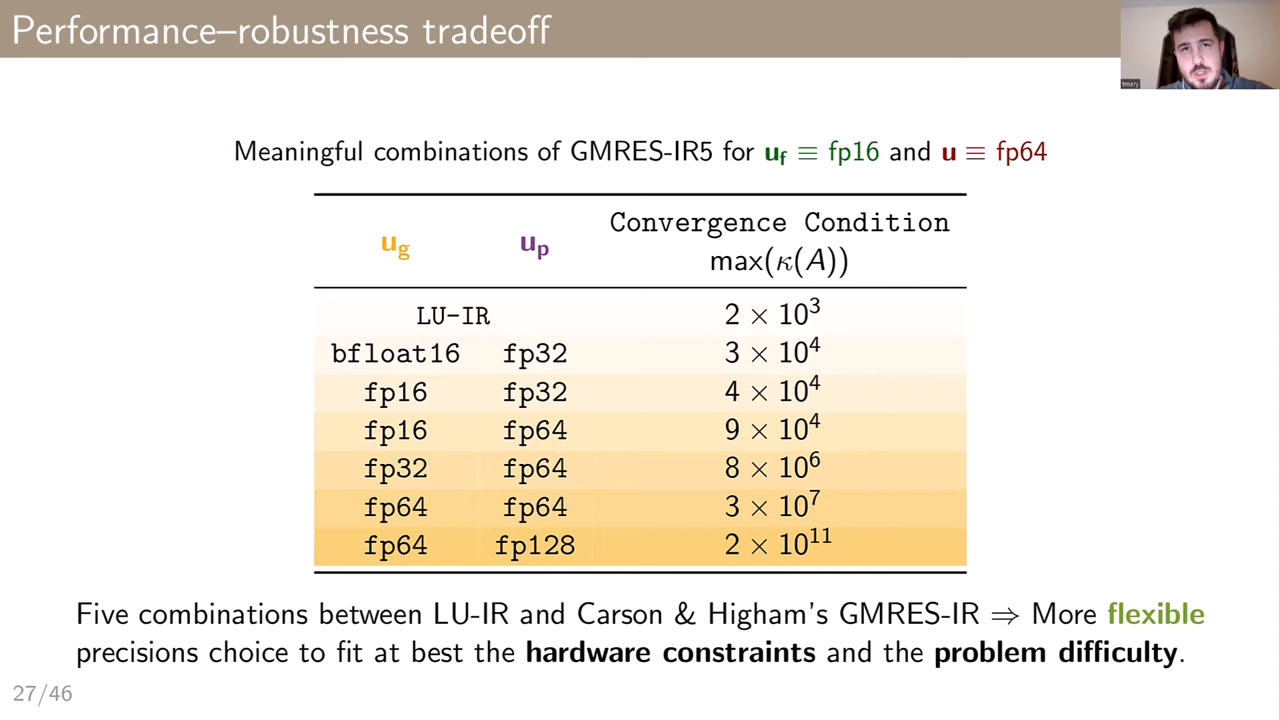 Performance–robustness tradeoff
tmary
Meaningful combinations of GMRES-IR5 for u_f ≡ fp16 and u ≡ fp64
u_g u_p Convergence Condition
max(κ(A))
LU-IR 2 × 10³
bfloat16 fp32 3 × 10⁴
fp16 fp32 4 × 10⁴
fp16 fp64 9 × 10⁴
fp32 fp64 8 × 10⁶
fp64 fp64 3 × 10⁷
fp64 fp128 2 × 10¹¹
Five combinations between LU-IR and Carson & Higham's GMRES-IR ⇒ More flexible
precisions choice to fit at best the hardware constraints and the problem difficulty.
27/46